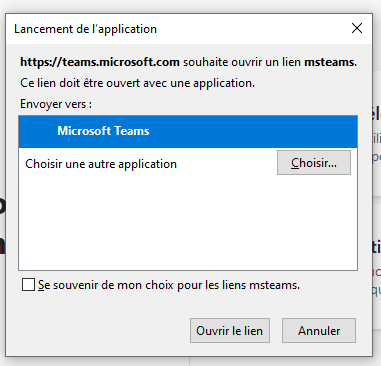 Lancement de l'application
https://teams.microsoft.com souhaite ouvrir un lien msteams.
Ce lien doit être ouvert avec une application.
Envoyer vers :
Microsoft Teams
Choisir une autre application
Choisir...
Se souvenir de mon choix pour les liens msteams.
Ouvrir le lien
Annuler